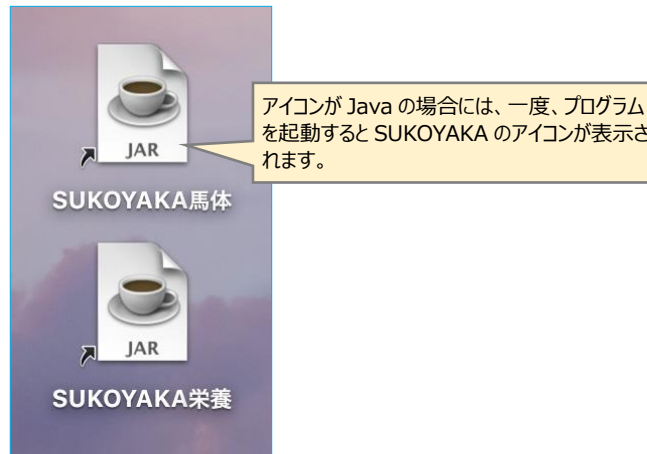 JAR
SUKOYAKA馬体
アイコンが Java の場合には、一度、プログラム
を起動すると SUKOYAKA のアイコンが表示さ
れます。
JAR
SUKOYAKA栄養